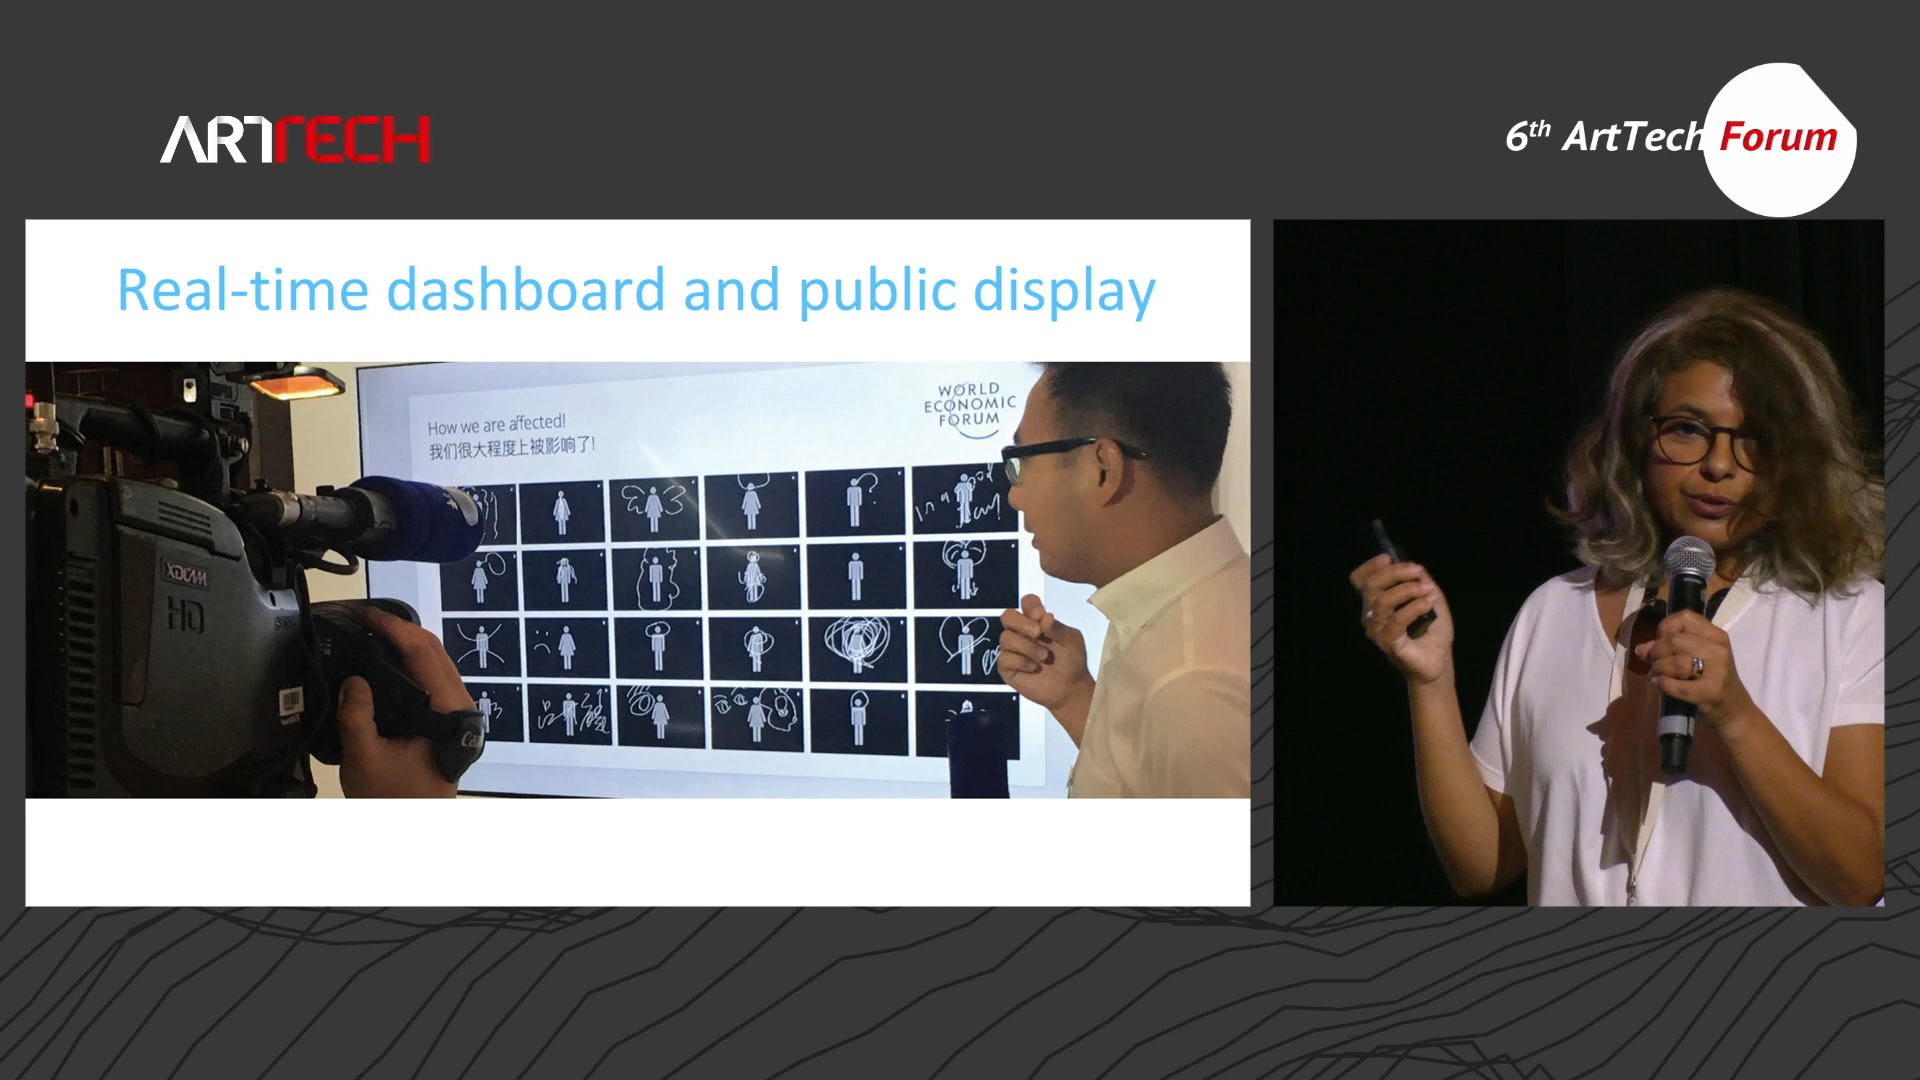 ARTTECH
6th ArtTech Forum
Real-time dashboard and public display
How we are affected!
我们很大程度上被影响了!
WORLD
ECONOMIC
FORUM
XDCAM
HD